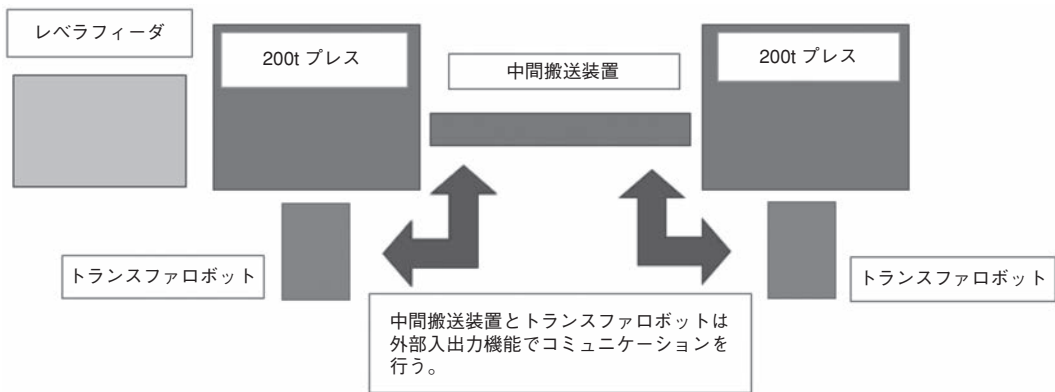 レベラフィーダ
200t プレス
中間搬送装置
200t プレス
トランスファロボット
トランスファロボット
中間搬送装置とトランスファロボットは
外部入出力機能でコミュニケーションを
行う。